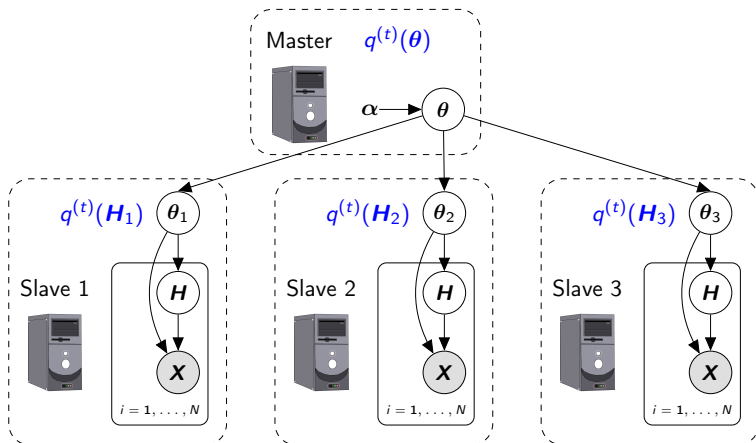 Master q^{(t)}(θ)
α θ
q^{(t)}(H_1) θ_1
q^{(t)}(H_2) θ_2
q^{(t)}(H_3) θ_3
Slave 1 H
Slave 2 H
Slave 3 H
X
X
X
i = 1, . . . , N
i = 1, . . . , N
i = 1, . . . , N